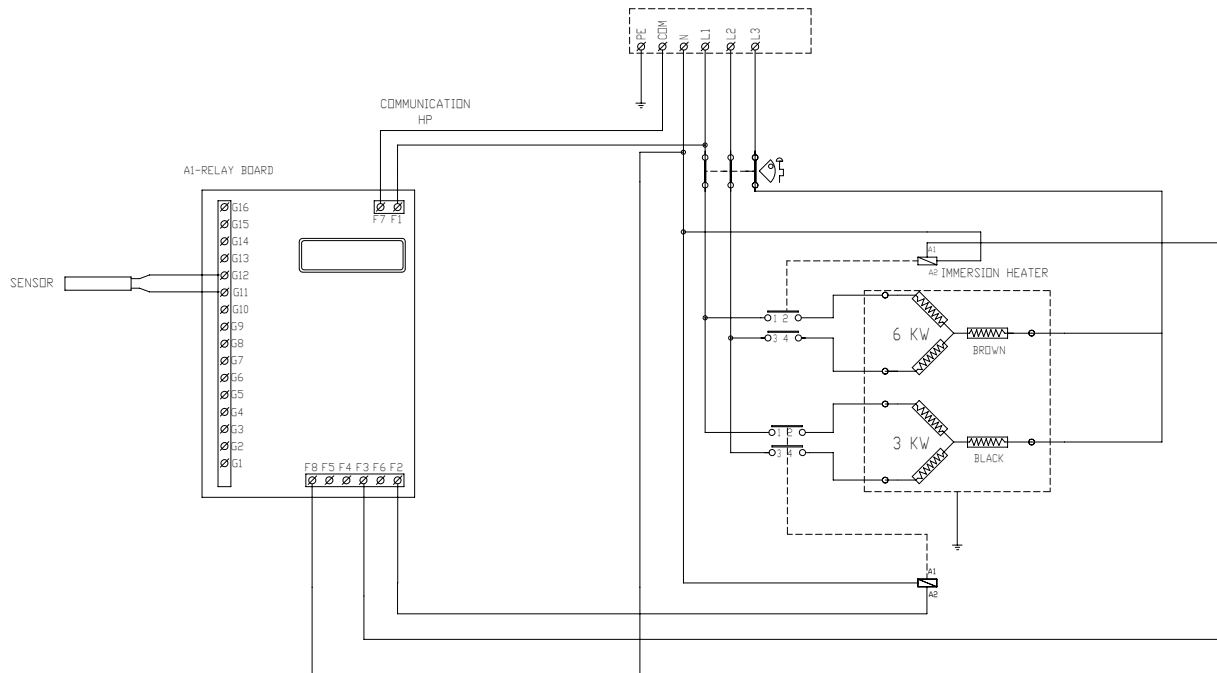 PE COM N L1 L2 L3
COMMUNICATION
HP
A1-RELAY BOARD
F7 F1
G16
G15
G14
G13
G12
G11
G10
G9
G8
G7
G6
G5
G4
G3
G2
G1
SENSOR
F8 F5 F4 F3 F6 F2
A1
A2
IMMERSION HEATER
1 2
3 4
6 KW
BROWN
1 2
3 4
3 KW
BLACK
A1
A2